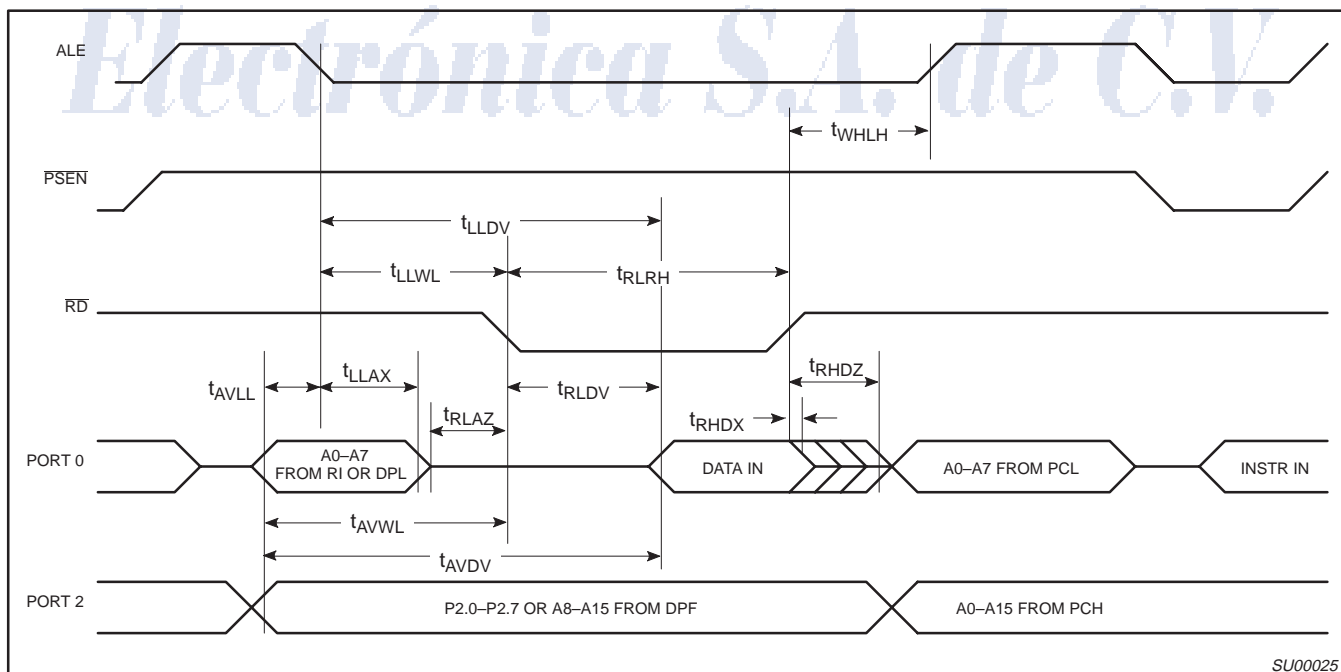 Electrónica S.A. de C.V.
ALE
tWHLH
PSEN
tLLDV
tLLWL
tRLRH
RD
tAVLL
tLLAX
tRLDV
tRHDZ
tRLAZ
tRHDX
PORT 0
A0–A7
FROM RI OR DPL
DATA IN
A0–A7 FROM PCL
INSTR IN
tAVWL
tAVDV
PORT 2
P2.0–P2.7 OR A8–A15 FROM DPF
A0–A15 FROM PCH
SU00025